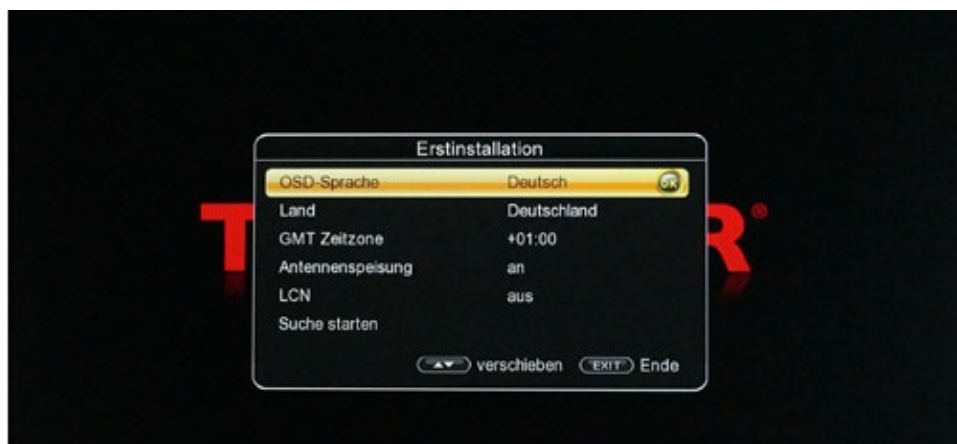 Erstinstallation
OSD-Sprache Deutsch OK
Land Deutschland
GMT Zeitzone +01:00
Antennenspeisung an
LCN aus
Suche starten
verschieben EXIT Ende